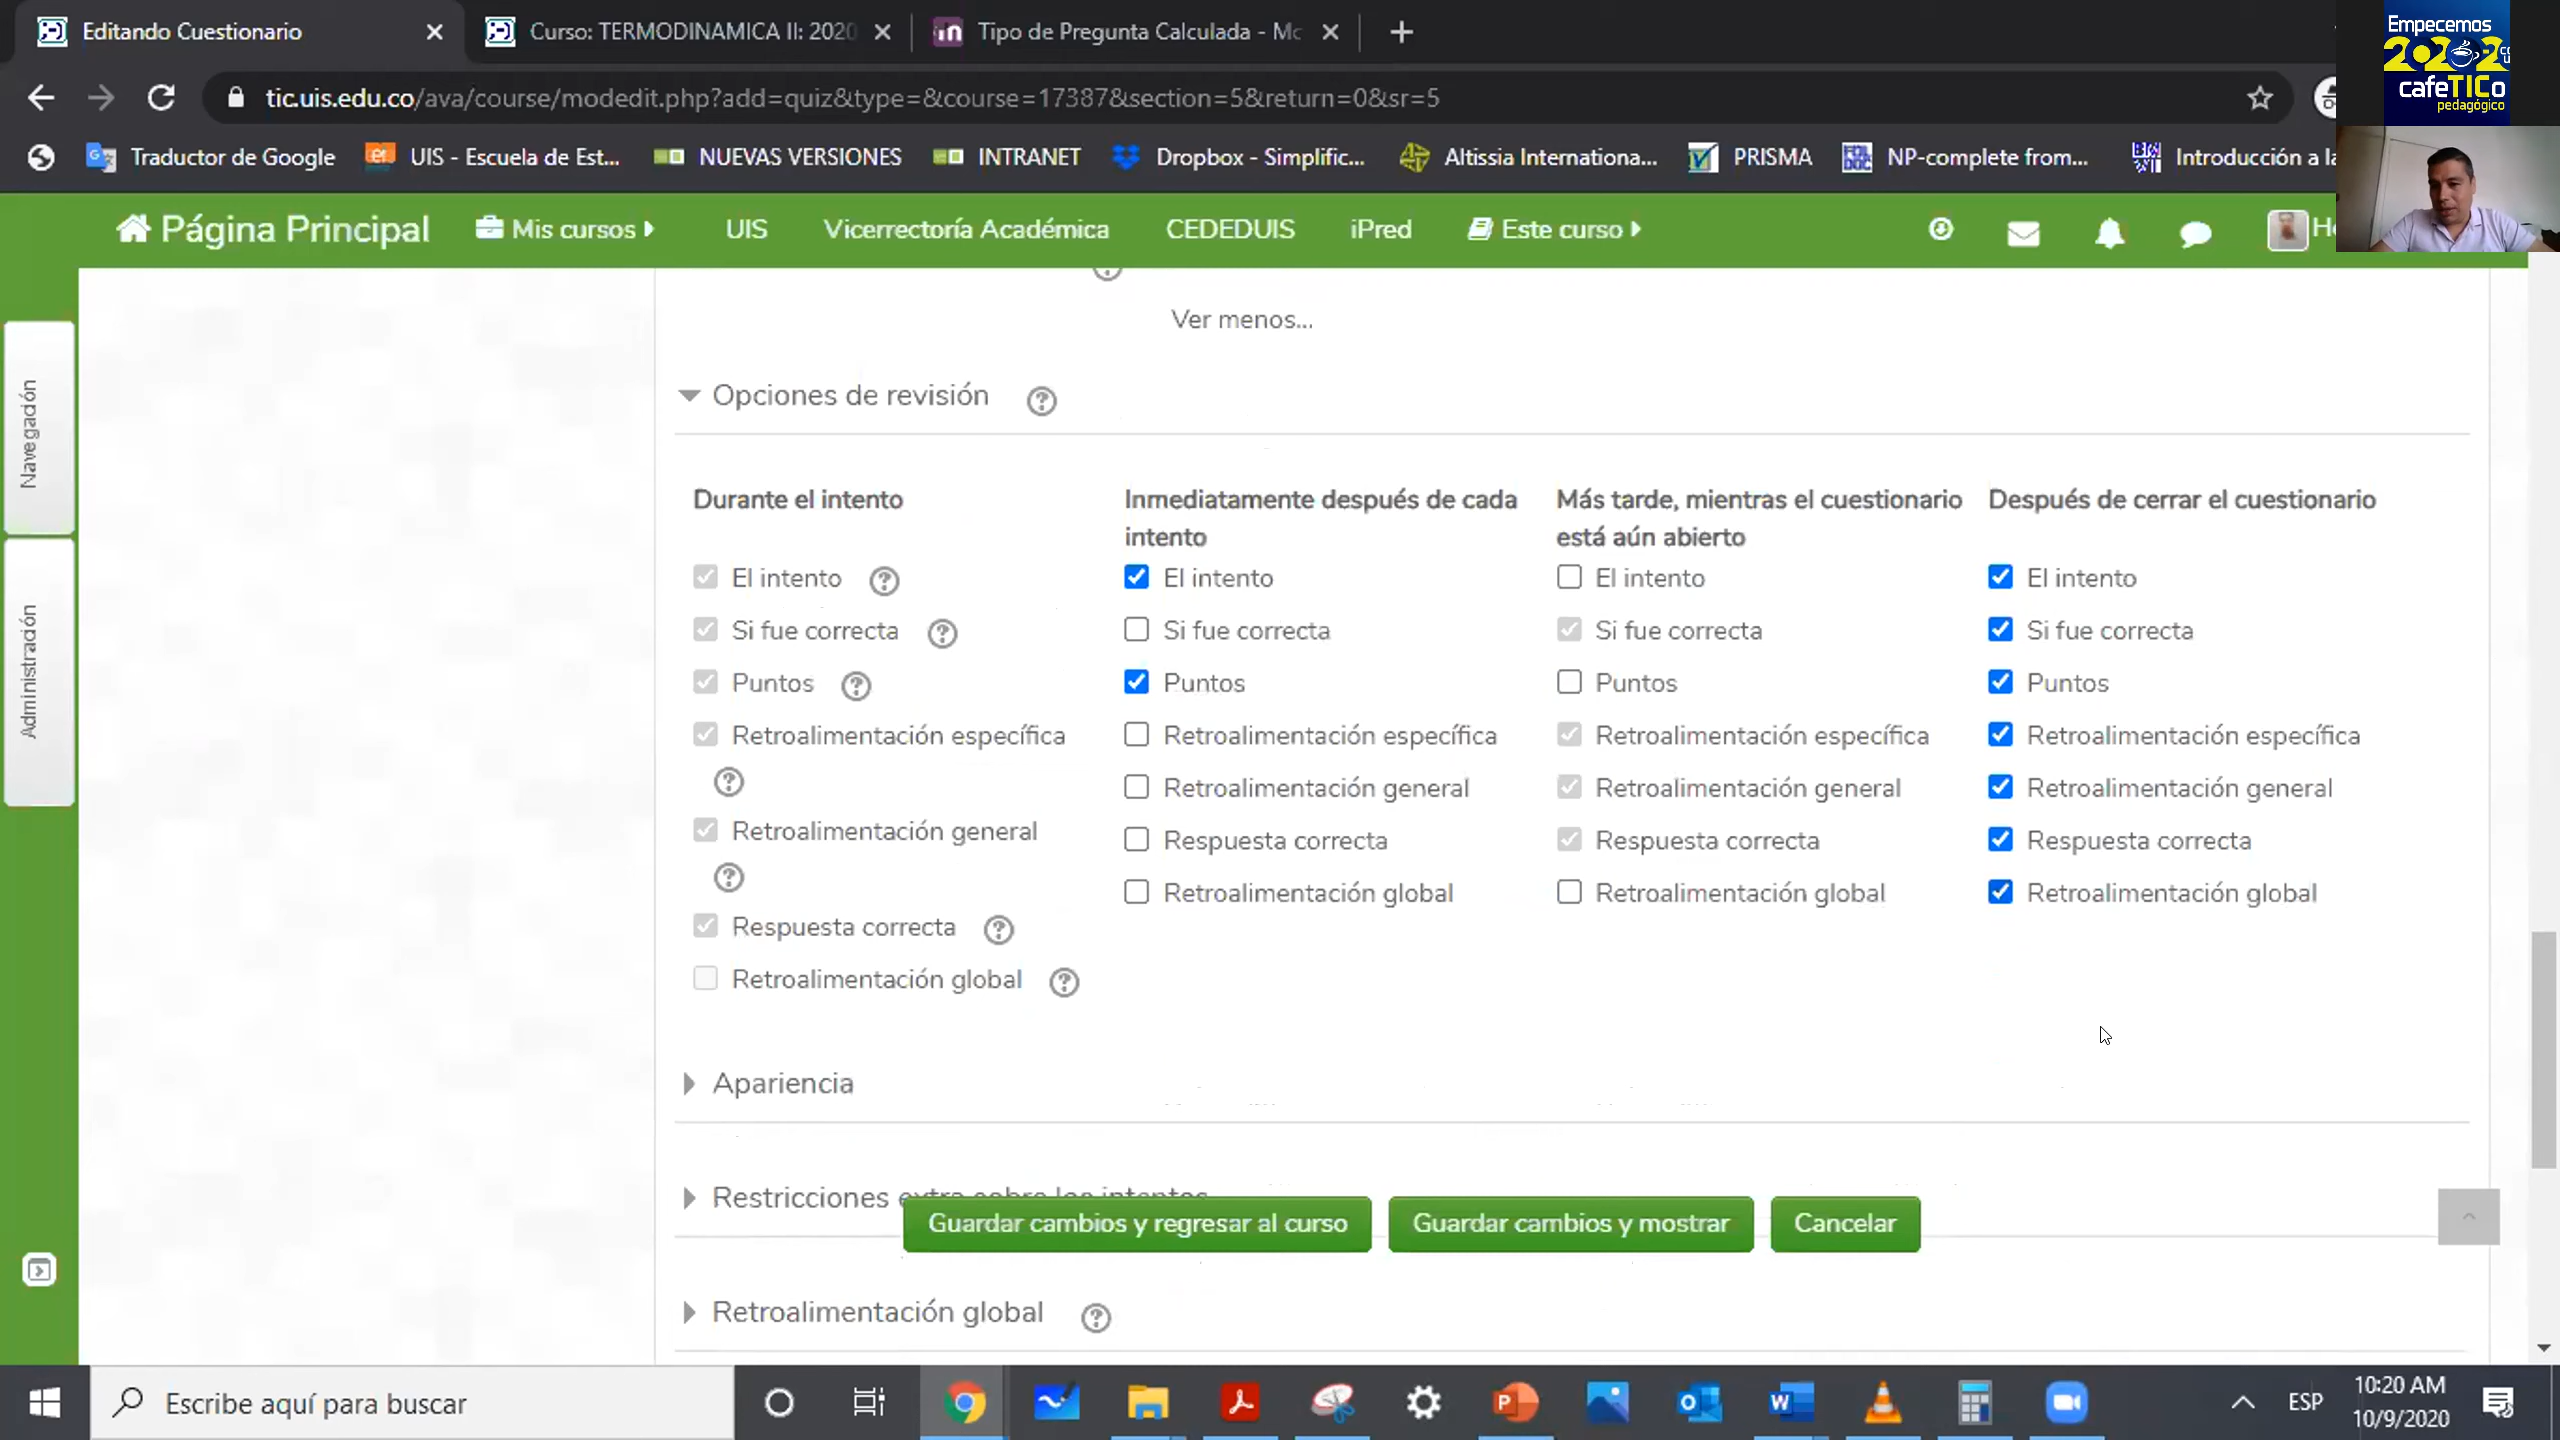 Editando Cuestionario
Curso: TERMODINAMICA II: 2020
Tipo de Pregunta Calculada - Mo
Empecemos
2020-2
cafeTICo
pedagógico
tic.uis.edu.co/ava/course/modedit.php?add=quiz&type=&course=17387&section=5&return=0&sr=5
Traductor de Google
UIS - Escuela de Est...
NUEVAS VERSIONES
INTRANET
Dropbox - Simplific...
Altissia Internationa...
PRISMA
NP-complete from...
Introducción a la
Página Principal
Mis cursos
UIS
Vicerrectoría Académica
CEDEDUIS
iPred
Este curso
Navegación
Administración
Ver menos...
Opciones de revisión
Durante el intento
El intento
Si fue correcta
Puntos
Retroalimentación específica
Retroalimentación general
Respuesta correcta
Retroalimentación global
Inmediatamente después de cada
intento
El intento
Si fue correcta
Puntos
Retroalimentación específica
Retroalimentación general
Respuesta correcta
Retroalimentación global
Más tarde, mientras el cuestionario
está aún abierto
El intento
Si fue correcta
Puntos
Retroalimentación específica
Retroalimentación general
Respuesta correcta
Retroalimentación global
Después de cerrar el cuestionario
El intento
Si fue correcta
Puntos
Retroalimentación específica
Retroalimentación general
Respuesta correcta
Retroalimentación global
Apariencia
Restricciones extra sobre los intentos
Guardar cambios y regresar al curso
Guardar cambios y mostrar
Cancelar
Retroalimentación global
Escribe aquí para buscar
ESP
10:20 AM
10/9/2020